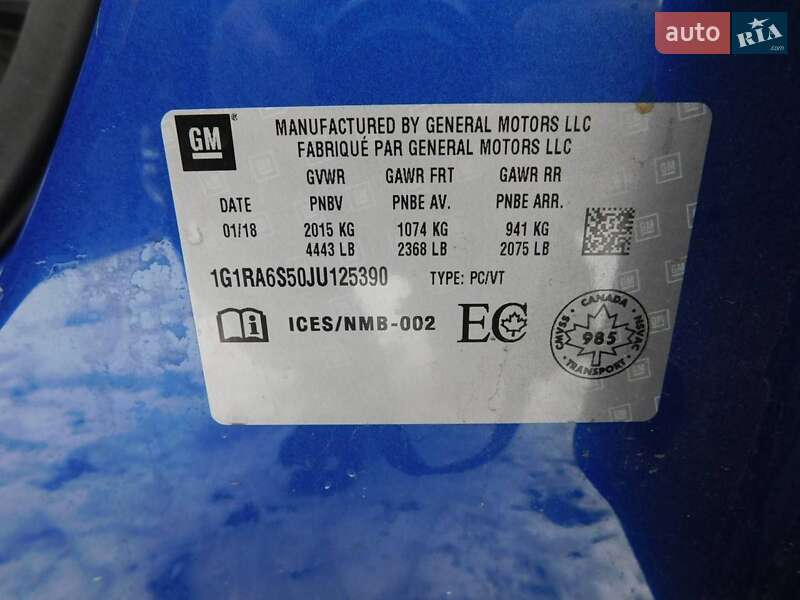 auto RIA.com
GM ®
MANUFACTURED BY GENERAL MOTORS LLC
FABRIQUÉ PAR GENERAL MOTORS LLC
GVWR GAWR FRT GAWR RR
DATE PNBV PNBE AV. PNBE ARR.
01/18 2015 KG 1074 KG 941 KG
4443 LB 2368 LB 2075 LB
1G1RA6S50JU125390 TYPE: PC/VT
i ICES/NMB-002 EC
CANADA
CMVSS 985 NSVAC
TRANSPORT